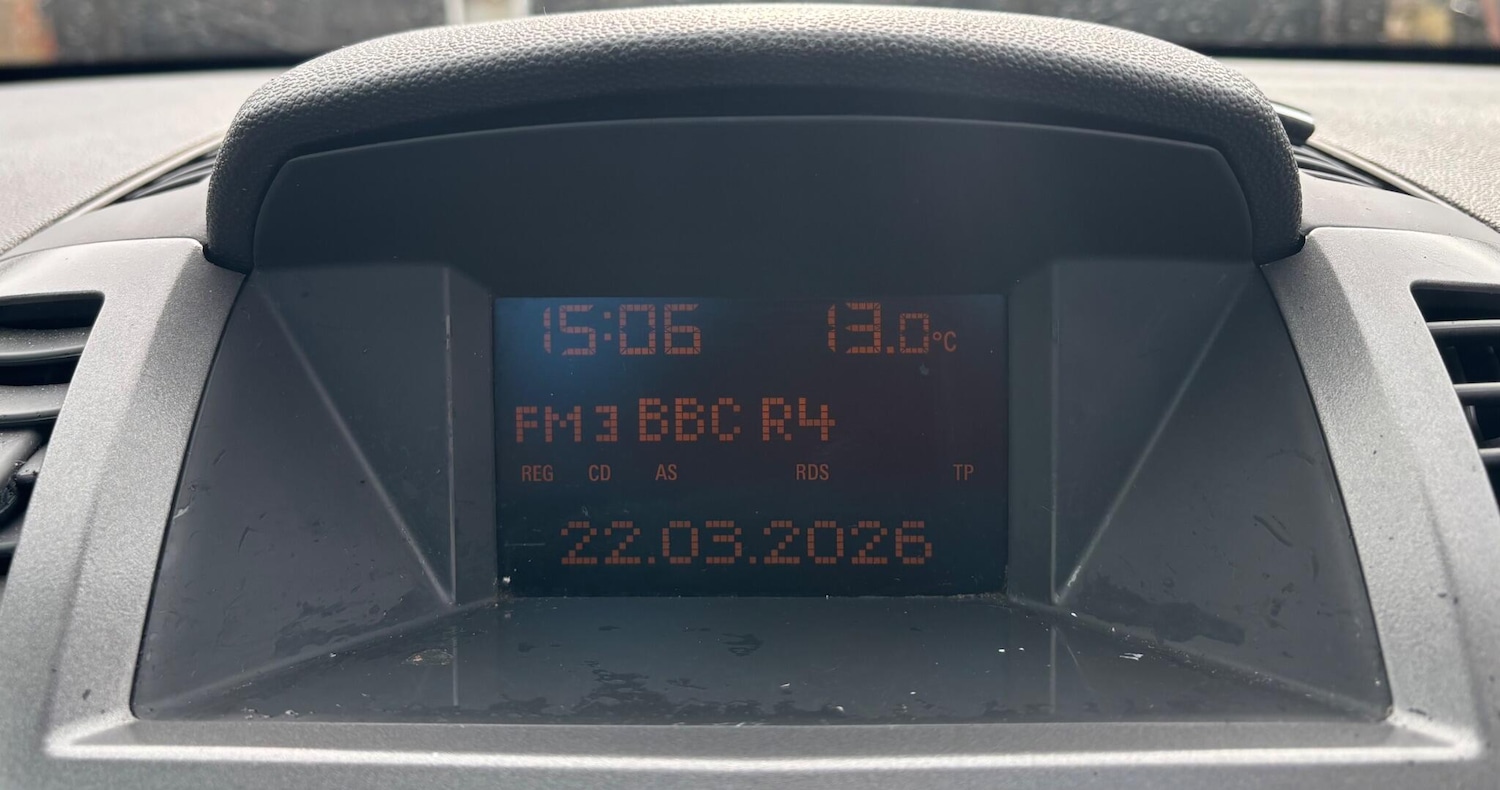 15:06 13.0°C
FM3 BBC R4
REG CD AS RDS TP
22.03.2026